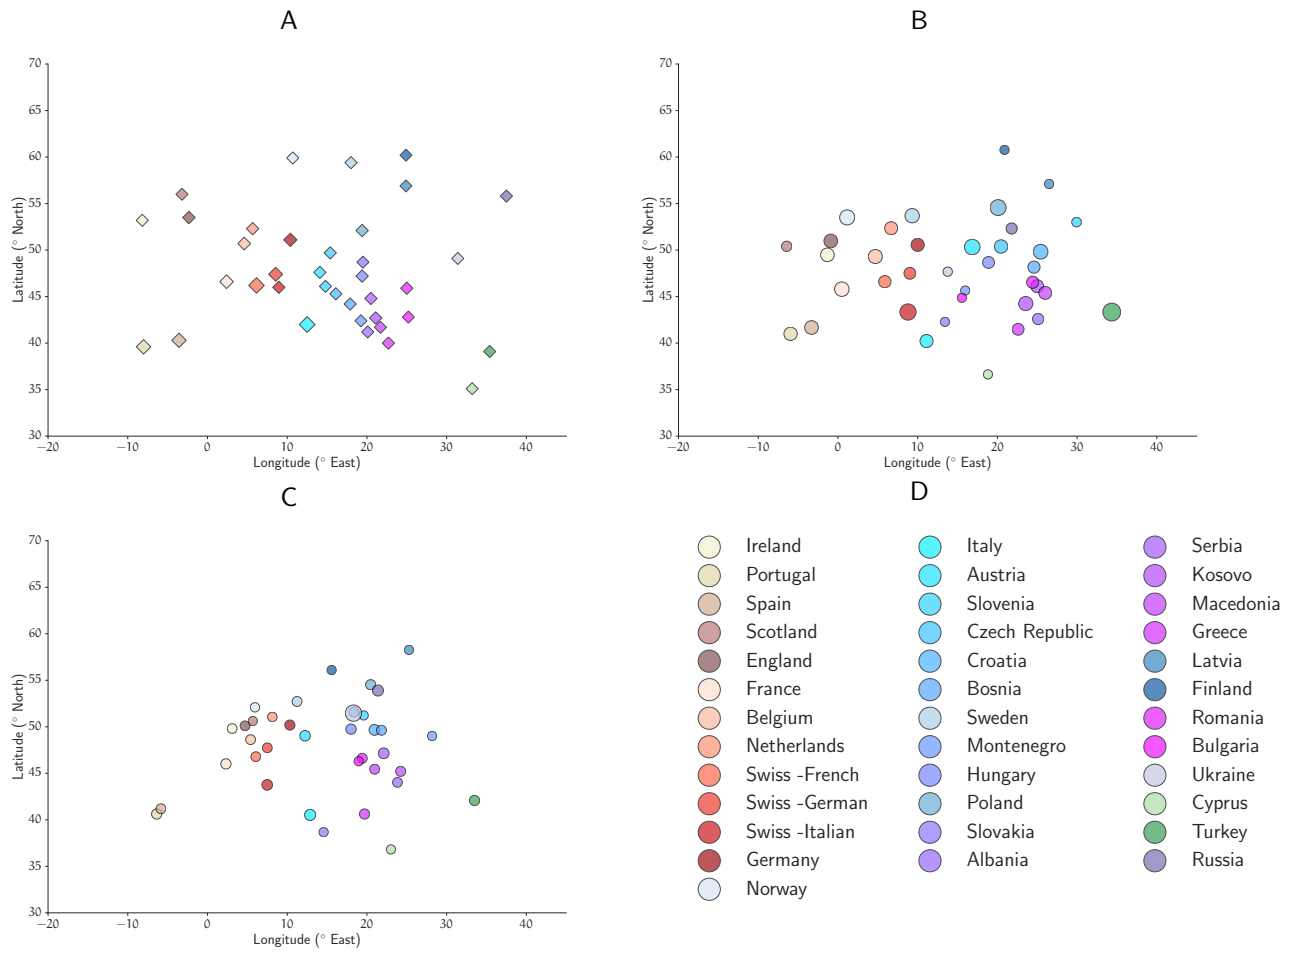 A
B
70
65
60
55
50
45
40
35
30
−20
−10
0
10
20
30
40
Latitude (° North)
Longitude (° East)
70
65
60
55
50
45
40
35
30
−20
−10
0
10
20
30
40
Latitude (° North)
Longitude (° East)
C
D
70
65
60
55
50
45
40
35
30
−20
−10
0
10
20
30
40
Latitude (° North)
Longitude (° East)
Ireland
Portugal
Spain
Scotland
England
France
Belgium
Netherlands
Swiss -French
Swiss -German
Swiss -Italian
Germany
Norway
Italy
Austria
Slovenia
Czech Republic
Croatia
Bosnia
Sweden
Montenegro
Hungary
Poland
Slovakia
Albania
Serbia
Kosovo
Macedonia
Greece
Latvia
Finland
Romania
Bulgaria
Ukraine
Cyprus
Turkey
Russia